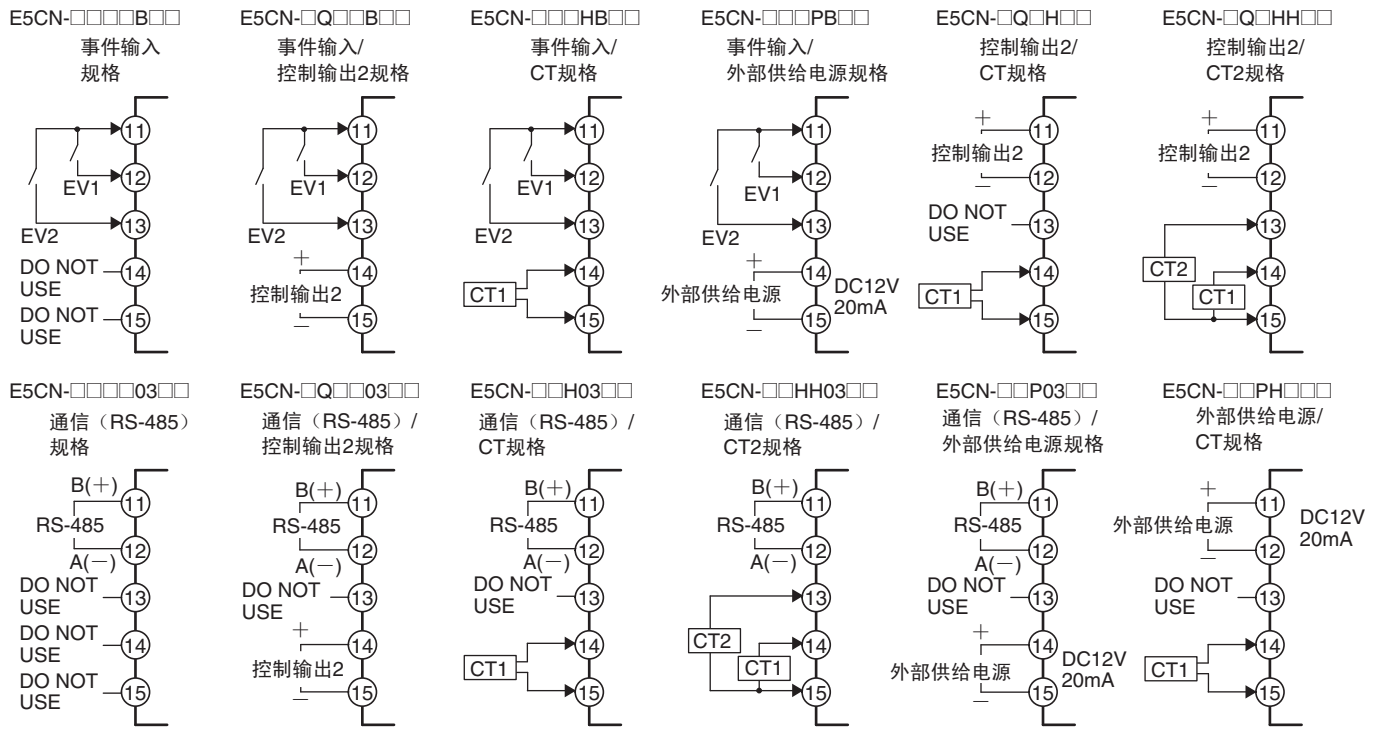 E5CN-□□□□B□□
事件输入
规格
11
12
EV1
13
EV2
14
DO NOT
USE
15
DO NOT
USE
E5CN-□Q□□B□□
事件输入/
控制输出2规格
11
12
EV1
13
EV2
+
14
控制输出2
15
—
E5CN-□□□HB□□
事件输入/
CT规格
11
12
EV1
13
EV2
14
CT1
15
E5CN-□□□PB□□
事件输入/
外部供给电源规格
11
12
EV1
13
EV2
+
14
外部供给电源
DC12V
20mA
15
—
E5CN-□Q□H□□
控制输出2/
CT规格
+
11
控制输出2
12
—
DO NOT
USE
13
14
CT1
15
E5CN-□Q□HH□□
控制输出2/
CT2规格
+
11
控制输出2
12
—
13
CT2
14
CT1
15
E5CN-□□□□03□□
通信（RS-485）
规格
B(+)
11
RS-485
12
A(—)
DO NOT
USE
13
DO NOT
USE
14
DO NOT
USE
15
E5CN-□Q□□03□□
通信（RS-485）/
控制输出2规格
B(+)
11
RS-485
12
A(—)
DO NOT
USE
13
+
14
控制输出2
15
—
E5CN-□□H03□□
通信（RS-485）/
CT规格
B(+)
11
RS-485
12
A(—)
DO NOT
USE
13
14
CT1
15
E5CN-□□HH03□□
通信（RS-485）/
CT2规格
B(+)
11
RS-485
12
A(—)
13
CT2
14
CT1
15
E5CN-□□P03□□
通信（RS-485）/
外部供给电源规格
B(+)
11
RS-485
12
A(—)
DO NOT
USE
13
+
14
外部供给电源
DC12V
20mA
15
—
E5CN-□□PH□□□
外部供给电源/
CT规格
+
11
外部供给电源
DC12V
20mA
12
—
DO NOT
USE
13
14
CT1
15